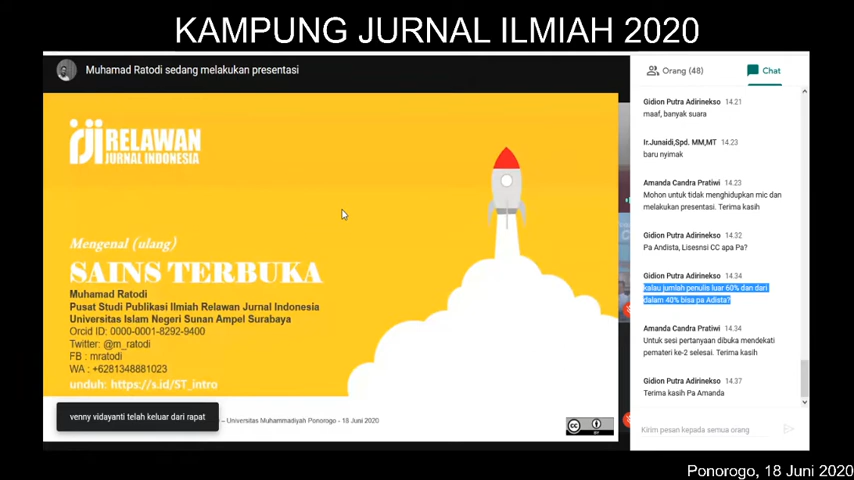 KAMPUNG JURNAL ILMIAH 2020
Muhamad Ratodi sedang melakukan presentasi
RELAWAN
JURNAL INDONESIA
Mengenal (ulang)
SAINS TERBUKA
Muhamad Ratodi
Pusat Studi Publikasi Ilmiah Relawan Jurnal Indonesia
Universitas Islam Negeri Sunan Ampel Surabaya
Orcid ID: 0000-0001-8292-9400
Twitter: @m_ratodi
FB : mratodi
WA : +6281348881023
unduh: https://s.id/ST_intro
venny vidayanti telah keluar dari rapat
– Universitas Muhammadiyah Ponorogo - 18 Juni 2020
CC
BY
Orang (48)
Chat
Gidion Putra Adirinekso 14.21
maaf, banyak suara
Ir.Junaidi,Spd. MM,MT 14.23
baru nyimak
Amanda Candra Pratiwi 14.23
Mohon untuk tidak menghidupkan mic dan
melakukan presentasi. Terima kasih
Gidion Putra Adirinekso 14.32
Pa Andista, Lisesnsi CC apa Pa?
Gidion Putra Adirinekso 14.34
kalau jumlah penulis luar 60% dan dari
dalam 40% bisa pa Adista?
Amanda Candra Pratiwi 14.34
Untuk sesi pertanyaan dibuka mendekati
pemateri ke-2 selesai. Terima kasih
Gidion Putra Adirinekso 14.37
Terima kasih Pa Amanda
Kirim pesan kepada semua orang
Ponorogo, 18 Juni 2020